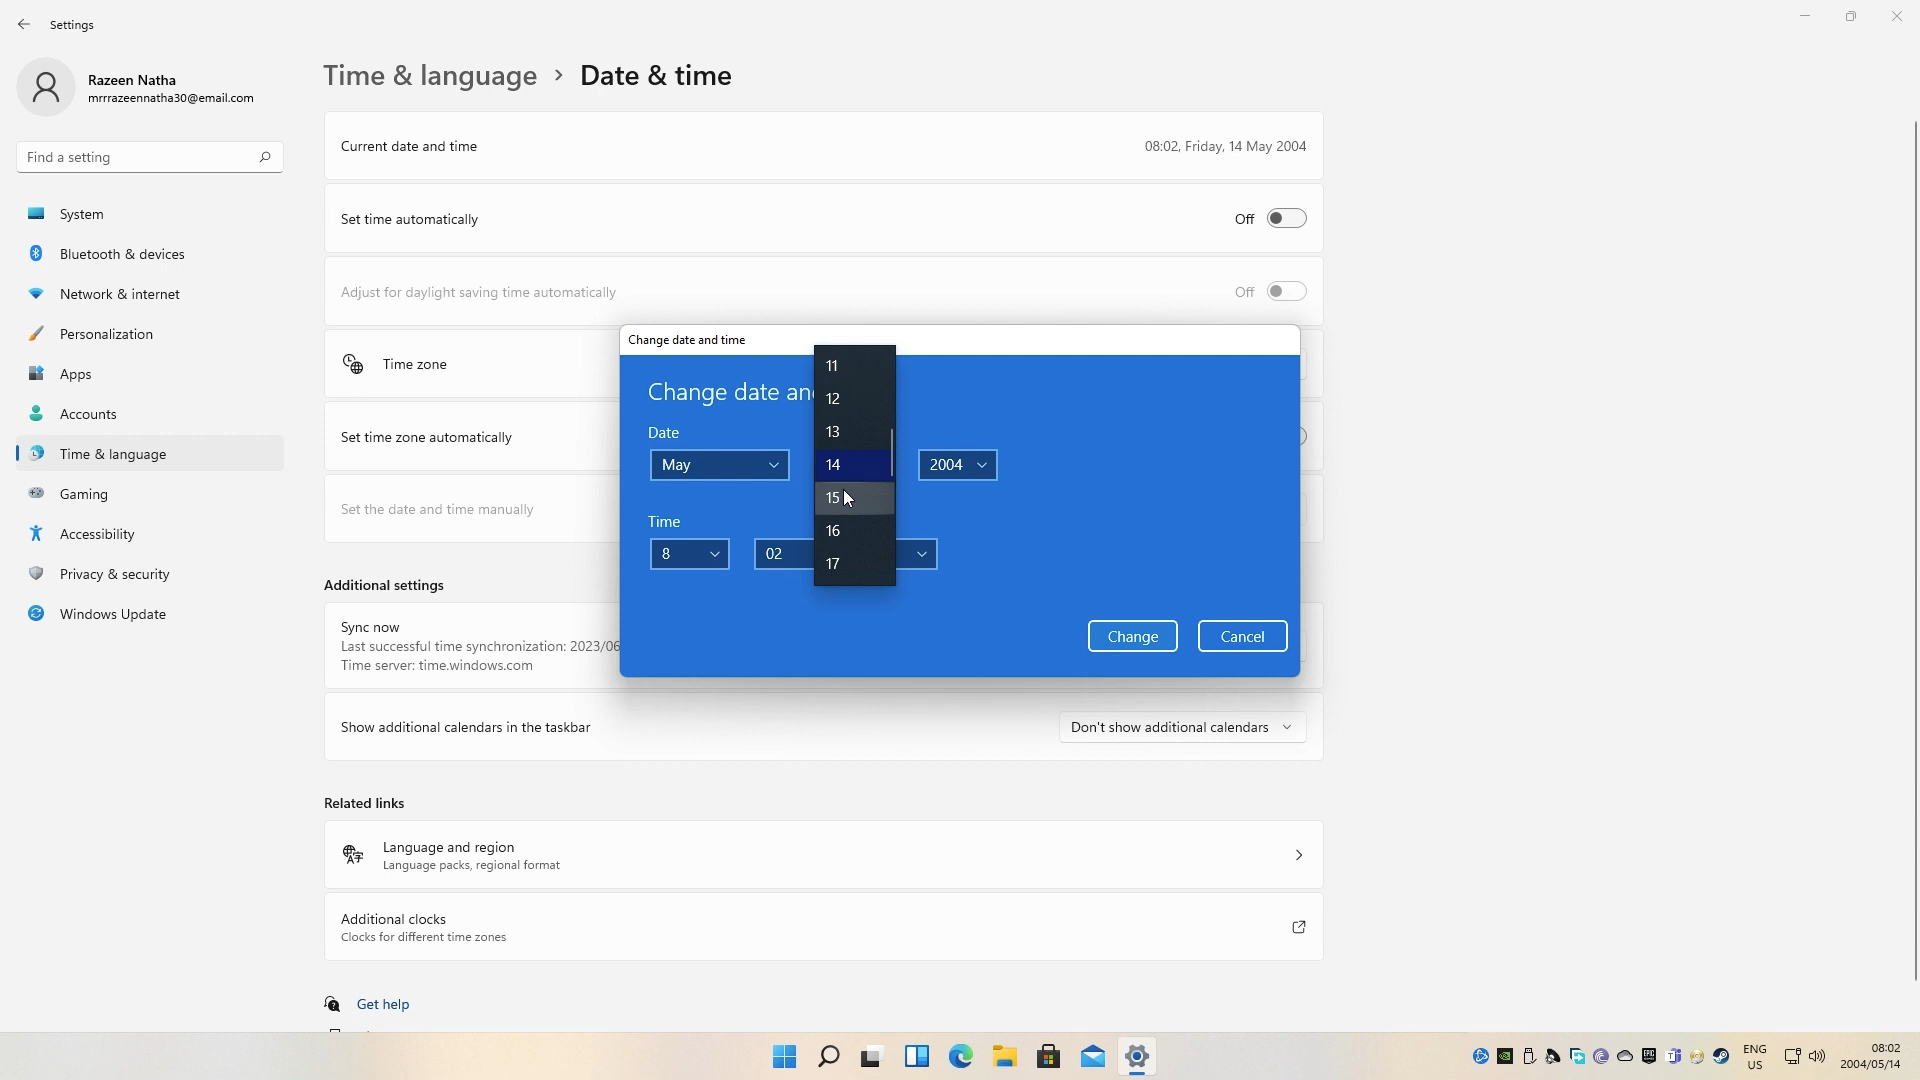 Settings
Razeen Natha
mrrrazeennatha30@email.com
Find a setting
System
Bluetooth & devices
Network & internet
Personalization
Apps
Accounts
Time & language
Gaming
Accessibility
Privacy & security
Windows Update
Time & language > Date & time
Current date and time
08:02, Friday, 14 May 2004
Set time automatically
Off
Adjust for daylight saving time automatically
Off
Time zone
Set time zone automatically
Set the date and time manually
Additional settings
Sync now
Last successful time synchronization: 2023/06
Time server: time.windows.com
Show additional calendars in the taskbar
Don't show additional calendars
Related links
Language and region
Language packs, regional format
Additional clocks
Clocks for different time zones
Get help
Change date and time
Change date an
Date
May
11
12
13
14
15
16
17
2004
Time
8
02
Change
Cancel
ENG
US
08:02
2004/05/14